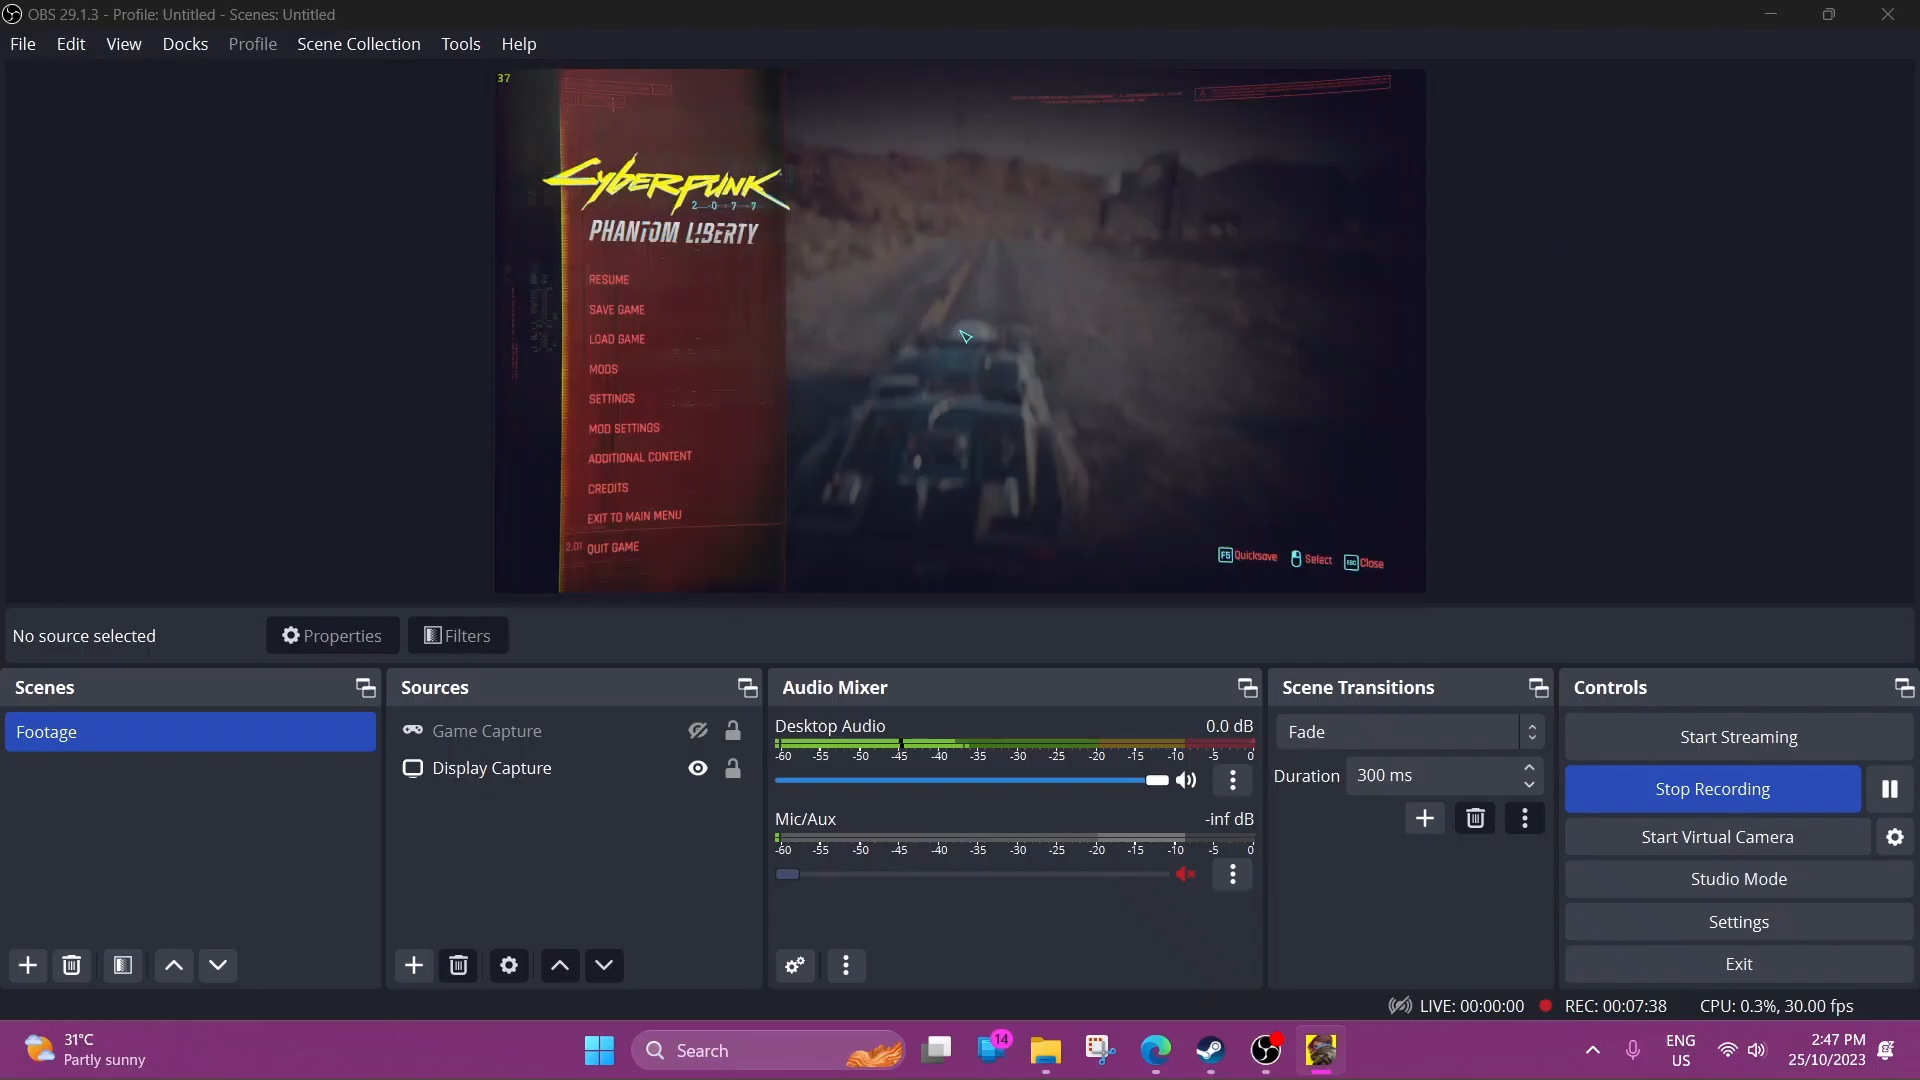 OBS 29.1.3 - Profile: Untitled - Scenes: Untitled
File Edit View Docks Profile Scene Collection Tools Help
37
CYBERPUNK
2077
PHANTOM LIBERTY
RESUME
SAVE GAME
LOAD GAME
MODS
SETTINGS
MOD SETTINGS
ADDITIONAL CONTENT
CREDITS
EXIT TO MAIN MENU
2.01 QUIT GAME
F5 Quicksave Select ESC Close
No source selected Properties Filters
Scenes
Footage
Sources
Game Capture
Display Capture
Audio Mixer
Desktop Audio 0.0 dB
-60 -55 -50 -45 -40 -35 -30 -25 -20 -15 -10 -5 0
Mic/Aux -inf dB
-60 -55 -50 -45 -40 -35 -30 -25 -20 -15 -10 -5 0
Scene Transitions
Fade
Duration 300 ms
Controls
Start Streaming
Stop Recording
Start Virtual Camera
Studio Mode
Settings
Exit
LIVE: 00:00:00 REC: 00:07:38 CPU: 0.3%, 30.00 fps
31°C
Partly sunny
Search
14
ENG
US
2:47 PM
25/10/2023